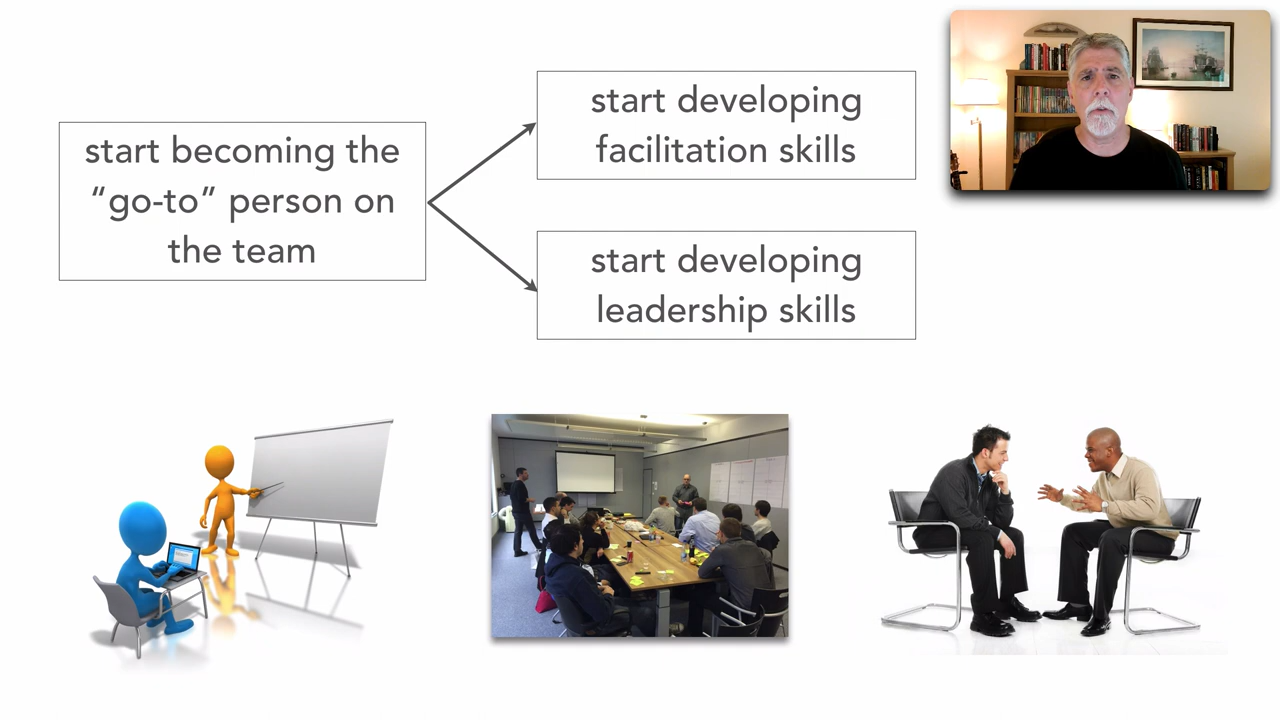 start becoming the
“go-to” person on
the team
start developing
facilitation skills
start developing
leadership skills